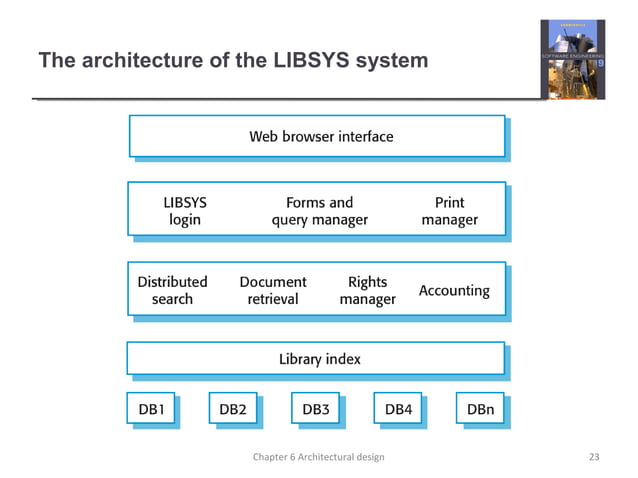 The architecture of the LIBSYS system
SOFTWARE ENGINEERING
9
Web browser interface
LIBSYS Forms and Print
login query manager manager
Distributed Document Rights Accounting
search retrieval manager
Library index
DB1 DB2 DB3 DB4 DBn
Chapter 6 Architectural design 23